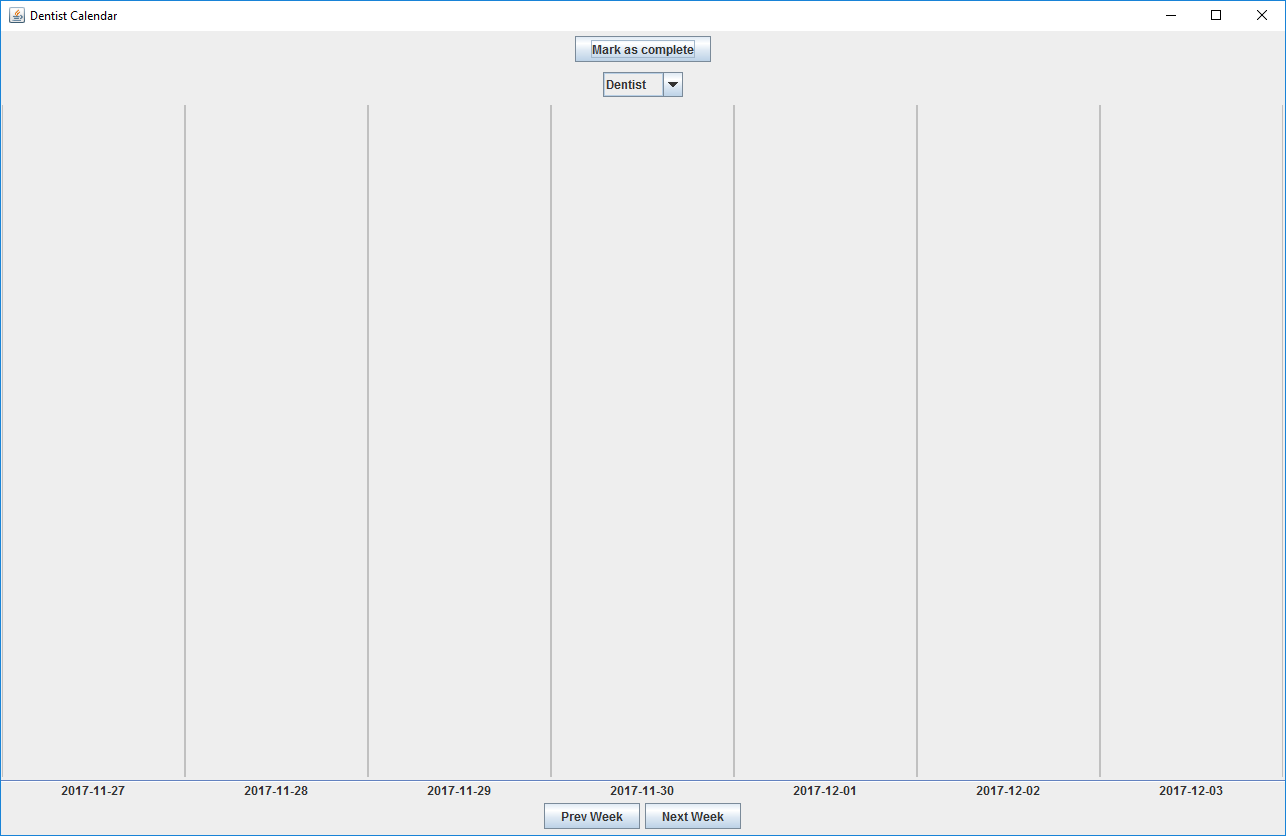 Dentist Calendar
Mark as complete
Dentist
2017-11-27 2017-11-28 2017-11-29 2017-11-30 2017-12-01 2017-12-02 2017-12-03
Prev Week Next Week